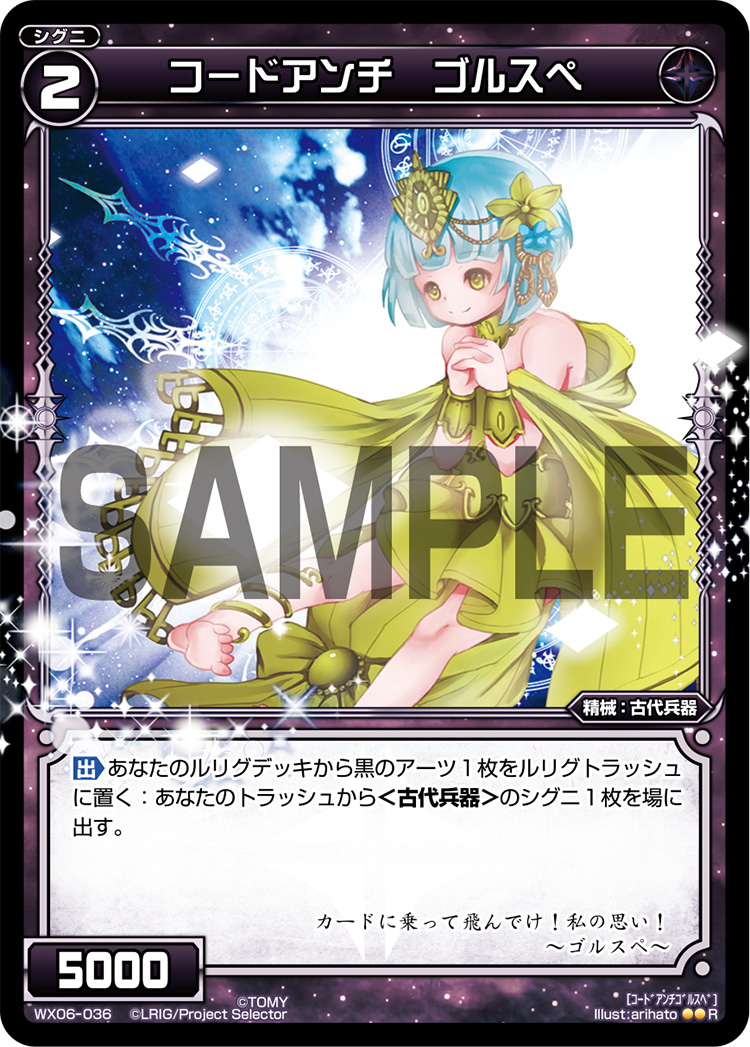 シグニ
2
コードアンチ　ゴルスペ
SAMPLE
精械：古代兵器
出 あなたのルリグデッキから黒のアーツ１枚をルリグトラッシュ
に置く：あなたのトラッシュから＜古代兵器＞のシグニ１枚を場に
出す。
カードに乗って飛んでけ！私の思い！
～ゴルスペ～
5000
WX06-036 ©LRIG/Project Selector
©TOMY
[ｺｰﾄﾞｱﾝﾁｺﾞﾙｽﾍﾟ]
Illust:arihato R